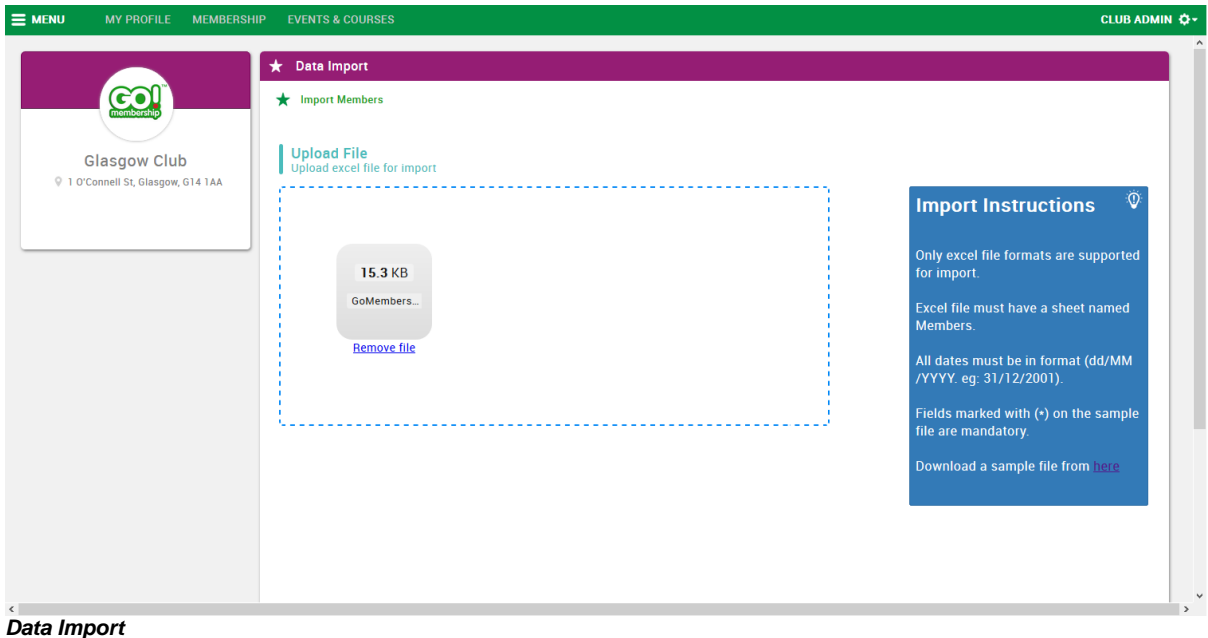 MENU MY PROFILE MEMBERSHIP EVENTS & COURSES CLUB ADMIN
GO!™
membership
Glasgow Club
1 O'Connell St, Glasgow, G14 1AA
Data Import
Import Members
Upload File
Upload excel file for import
15.3 KB
GoMembers...
Remove file
Import Instructions
Only excel file formats are supported
for import.
Excel file must have a sheet named
Members.
All dates must be in format (dd/MM
/YYYY. eg: 31/12/2001).
Fields marked with (*) on the sample
file are mandatory.
Download a sample file from here
Data Import